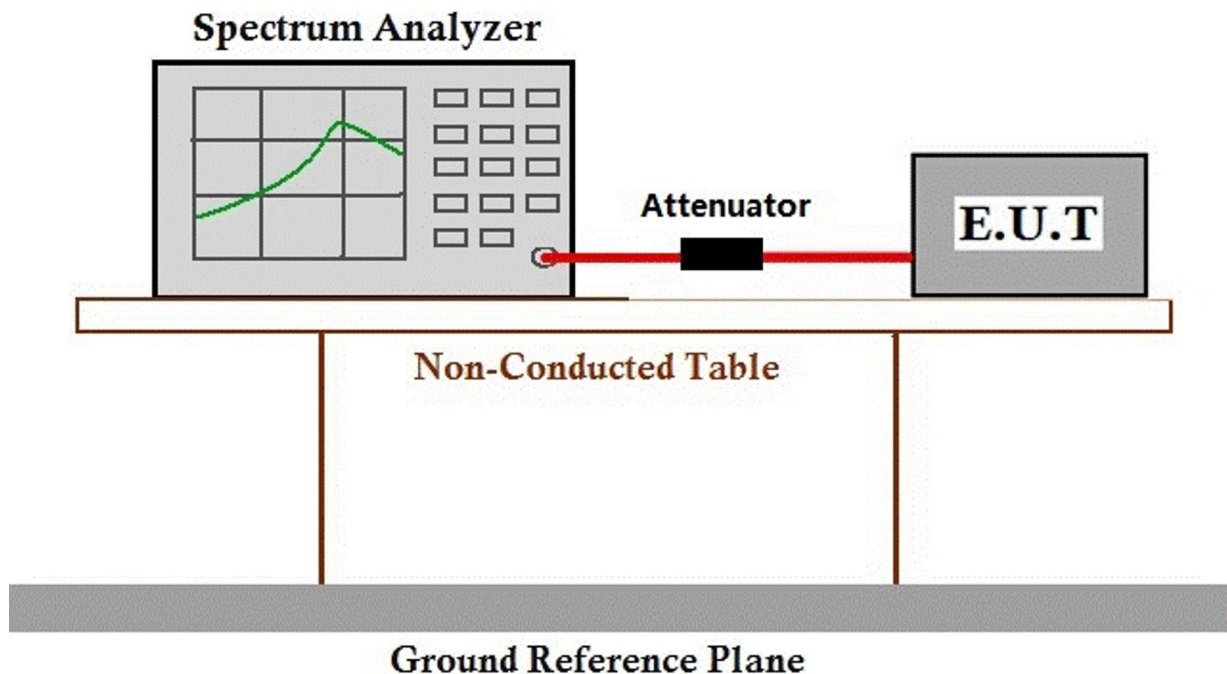 Spectrum Analyzer
Attenuator
E.U.T
Non-Conducted Table
Ground Reference Plane